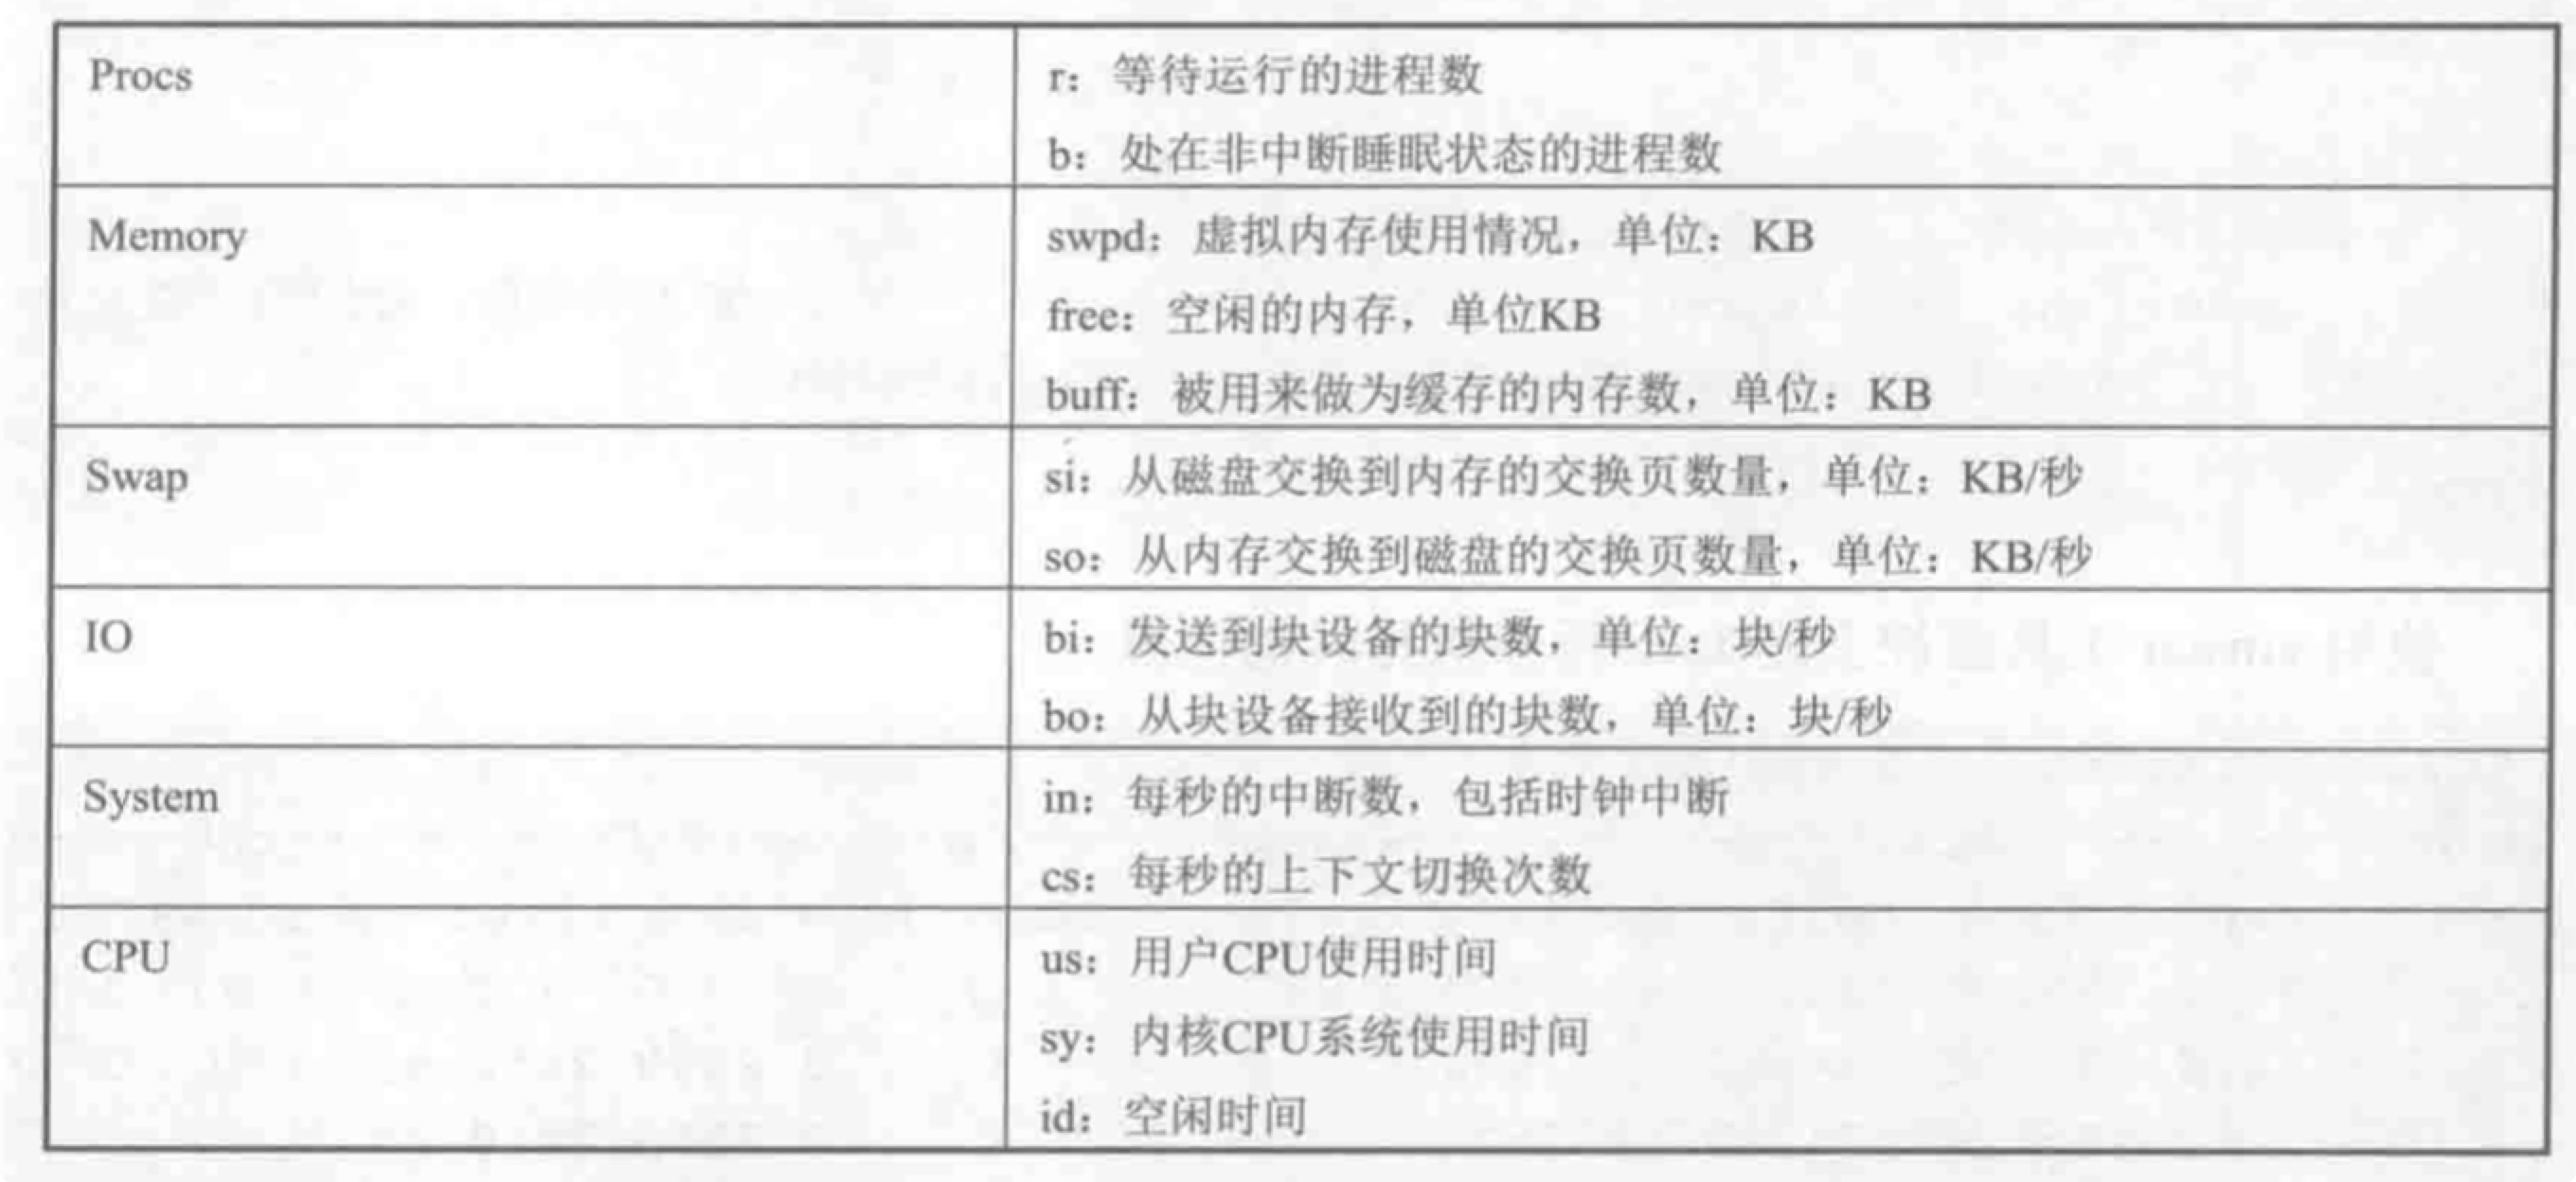 Procs
r：等待运行的进程数
b：处在非中断睡眠状态的进程数
Memory
swpd：虚拟内存使用情况，单位：KB
free：空闲的内存，单位KB
buff：被用来做为缓存的内存数，单位：KB
Swap
si：从磁盘交换到内存的交换页数量，单位：KB/秒
so：从内存交换到磁盘的交换页数量，单位：KB/秒
IO
bi：发送到块设备的块数，单位：块/秒
bo：从块设备接收到的块数，单位：块/秒
System
in：每秒的中断数，包括时钟中断
cs：每秒的上下文切换次数
CPU
us：用户CPU使用时间
sy：内核CPU系统使用时间
id：空闲时间